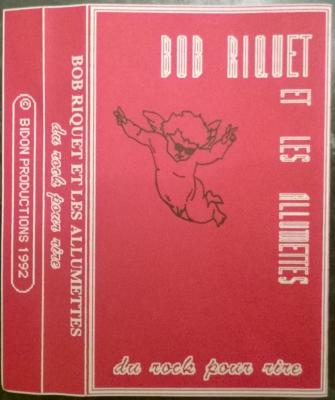 BOB RIQUET
ET LES ALLUMETTES
du rock pour rire
BOB RIQUET ET LES ALLUMETTES
du rock pour rire
© BIDON PRODUCTIONS 1992